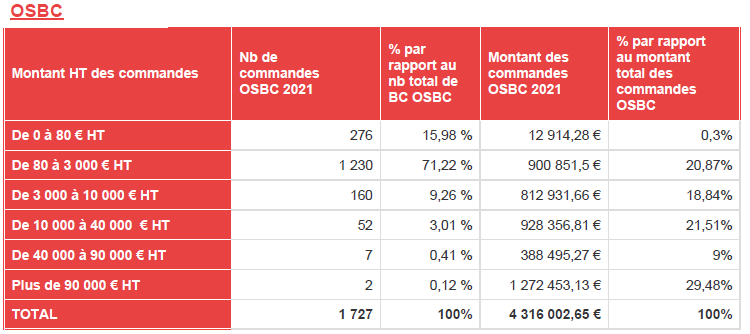 OSBC
Montant HT des commandes | Nb de commandes OSBC 2021 | % par rapport au nb total de BC OSBC | Montant des commandes OSBC 2021 | % par rapport au montant total des commandes OSBC
De 0 à 80 € HT | 276 | 15,98 % | 12 914,28 € | 0,3%
De 80 à 3 000 € HT | 1 230 | 71,22 % | 900 851,5 € | 20,87%
De 3 000 à 10 000 € HT | 160 | 9,26 % | 812 931,66 € | 18,84%
De 10 000 à 40 000 € HT | 52 | 3,01 % | 928 356,81 € | 21,51%
De 40 000 à 90 000 € HT | 7 | 0,41 % | 388 495,27 € | 9%
Plus de 90 000 € HT | 2 | 0,12 % | 1 272 453,13 € | 29,48%
TOTAL | 1 727 | 100% | 4 316 002,65 € | 100%